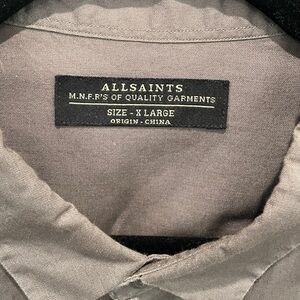 ALLSAINTS
M.N.F.R'S OF QUALITY GARMENTS
SIZE - X LARGE
ORIGIN - CHINA